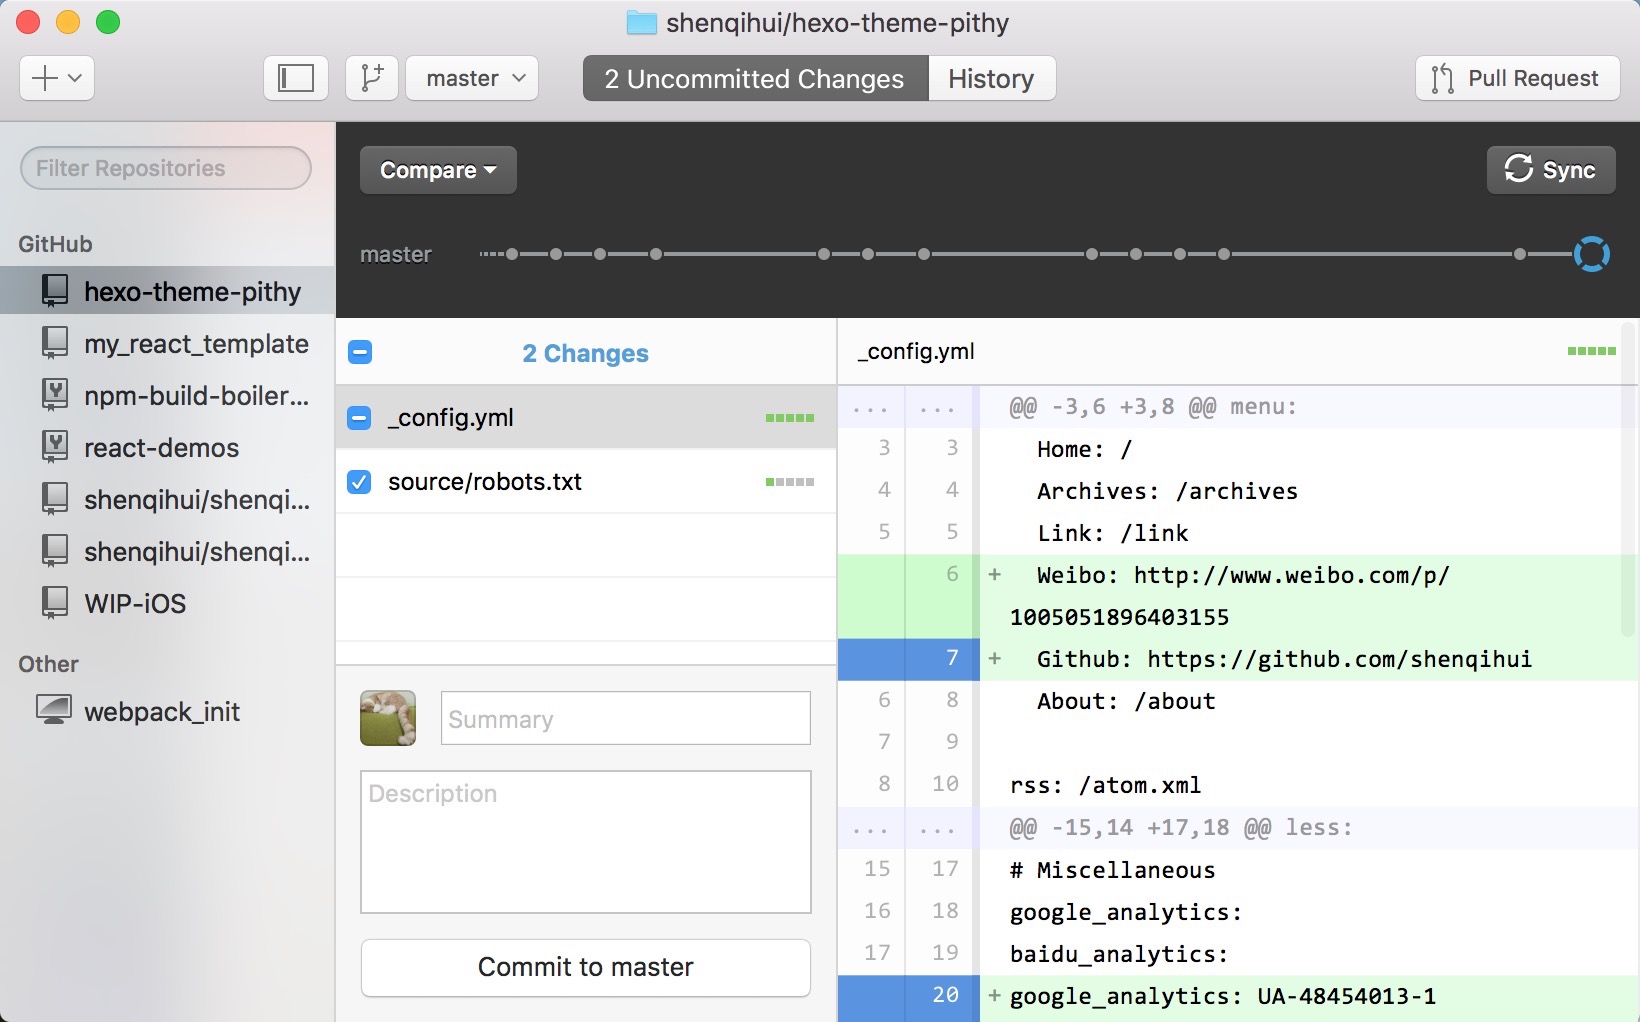 shenqihui/hexo-theme-pithy
master
2 Uncommitted Changes
History
Pull Request
Filter Repositories
GitHub
hexo-theme-pithy
my_react_template
npm-build-boiler...
react-demos
shenqihui/shenqi...
shenqihui/shenqi...
WIP-iOS
Other
webpack_init
Compare
Sync
master
2 Changes
_config.yml
source/robots.txt
Summary
Description
Commit to master
_config.yml
... ... @@ -3,6 +3,8 @@ menu:
3 3 Home: /
4 4 Archives: /archives
5 5 Link: /link
6 + Weibo: http://www.weibo.com/p/
1005051896403155
7 + Github: https://github.com/shenqihui
6 8 About: /about
7 9
8 10 rss: /atom.xml
... ... @@ -15,14 +17,18 @@ less:
15 17 # Miscellaneous
16 18 google_analytics:
17 19 baidu_analytics:
20 + google_analytics: UA-48454013-1